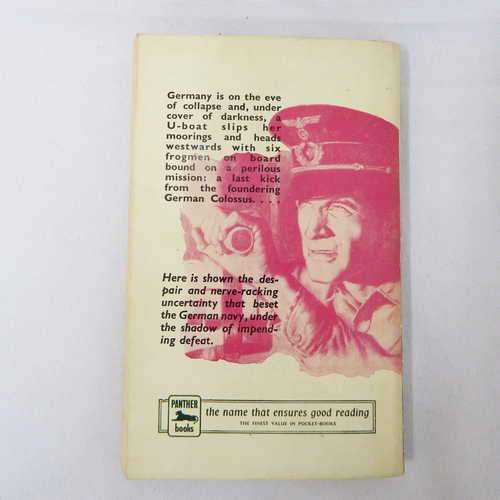 Germany is on the eve
of collapse and, under
cover of darkness, a
U-boat slips her
moorings and heads
westwards with six
frogmen on board
bound on a perilous
mission: a last kick
from the foundering
German Colossus. . . .
Here is shown the des-
pair and nerve-racking
uncertainty that beset
the German navy, under
the shadow of impend-
ing defeat.
PANTHER
books
the name that ensures good reading
THE FINEST VALUE IN POCKET-BOOKS